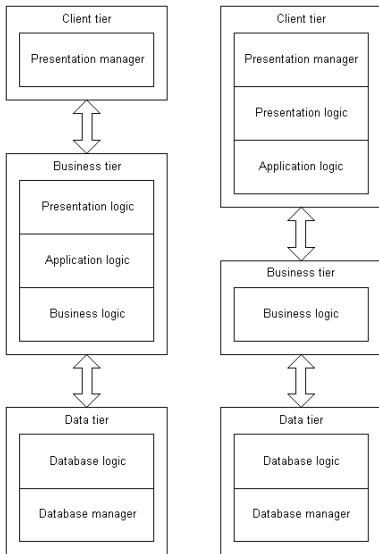 Client tier
Presentation manager
Business tier
Presentation logic
Application logic
Business logic
Data tier
Database logic
Database manager
Client tier
Presentation manager
Presentation logic
Application logic
Business tier
Business logic
Data tier
Database logic
Database manager